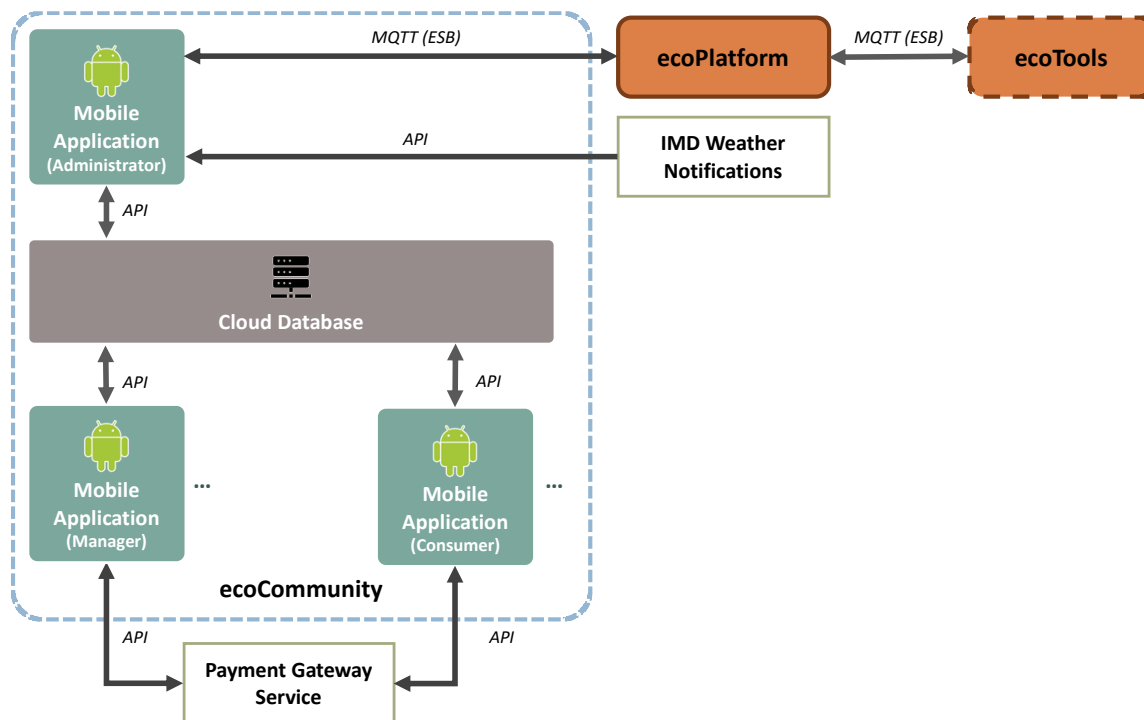 MQTT (ESB)
ecoPlatform
MQTT (ESB)
ecoTools
Mobile
Application
(Administrator)
API
IMD Weather
Notifications
API
Cloud Database
API
API
Mobile
Application
(Manager)
...
Mobile
Application
(Consumer)
...
ecoCommunity
API
API
Payment Gateway
Service